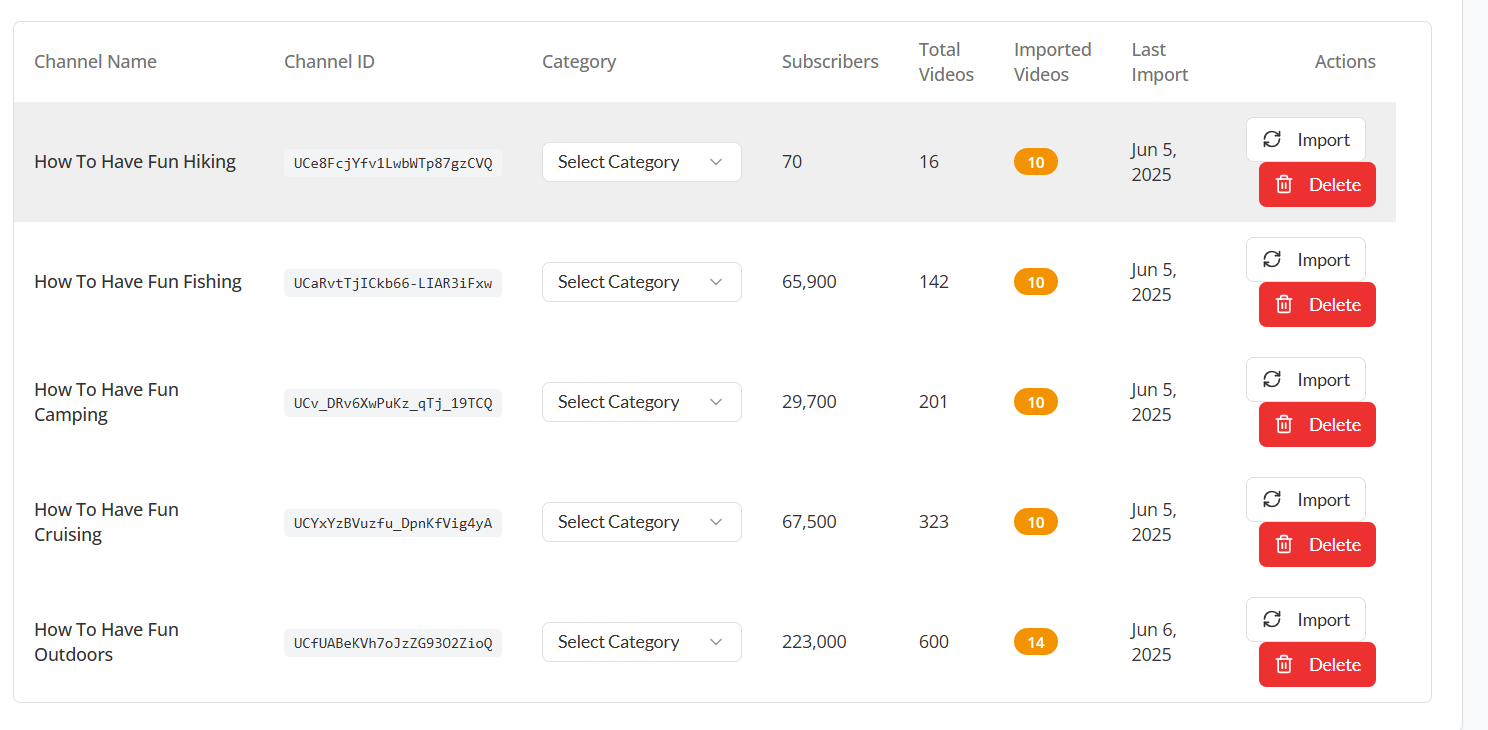 Channel Name Channel ID Category Subscribers Total Videos Imported Videos Last Import Actions
How To Have Fun Hiking UCe8FcjYfv1LwbWTp87gzCVQ Select Category 70 16 10 Jun 5, 2025 Import
Delete
How To Have Fun Fishing UCaRvtTjICkb66-LIAR3iFxw Select Category 65,900 142 10 Jun 5, 2025 Import
Delete
How To Have Fun Camping UCv_DRv6XwPuKz_qTj_19TCQ Select Category 29,700 201 10 Jun 5, 2025 Import
Delete
How To Have Fun Cruising UCYxYzBVuzfu_DpnKfVig4yA Select Category 67,500 323 10 Jun 5, 2025 Import
Delete
How To Have Fun Outdoors UCfUABeKVh7oJzZG93O2ZioQ Select Category 223,000 600 14 Jun 6, 2025 Import
Delete